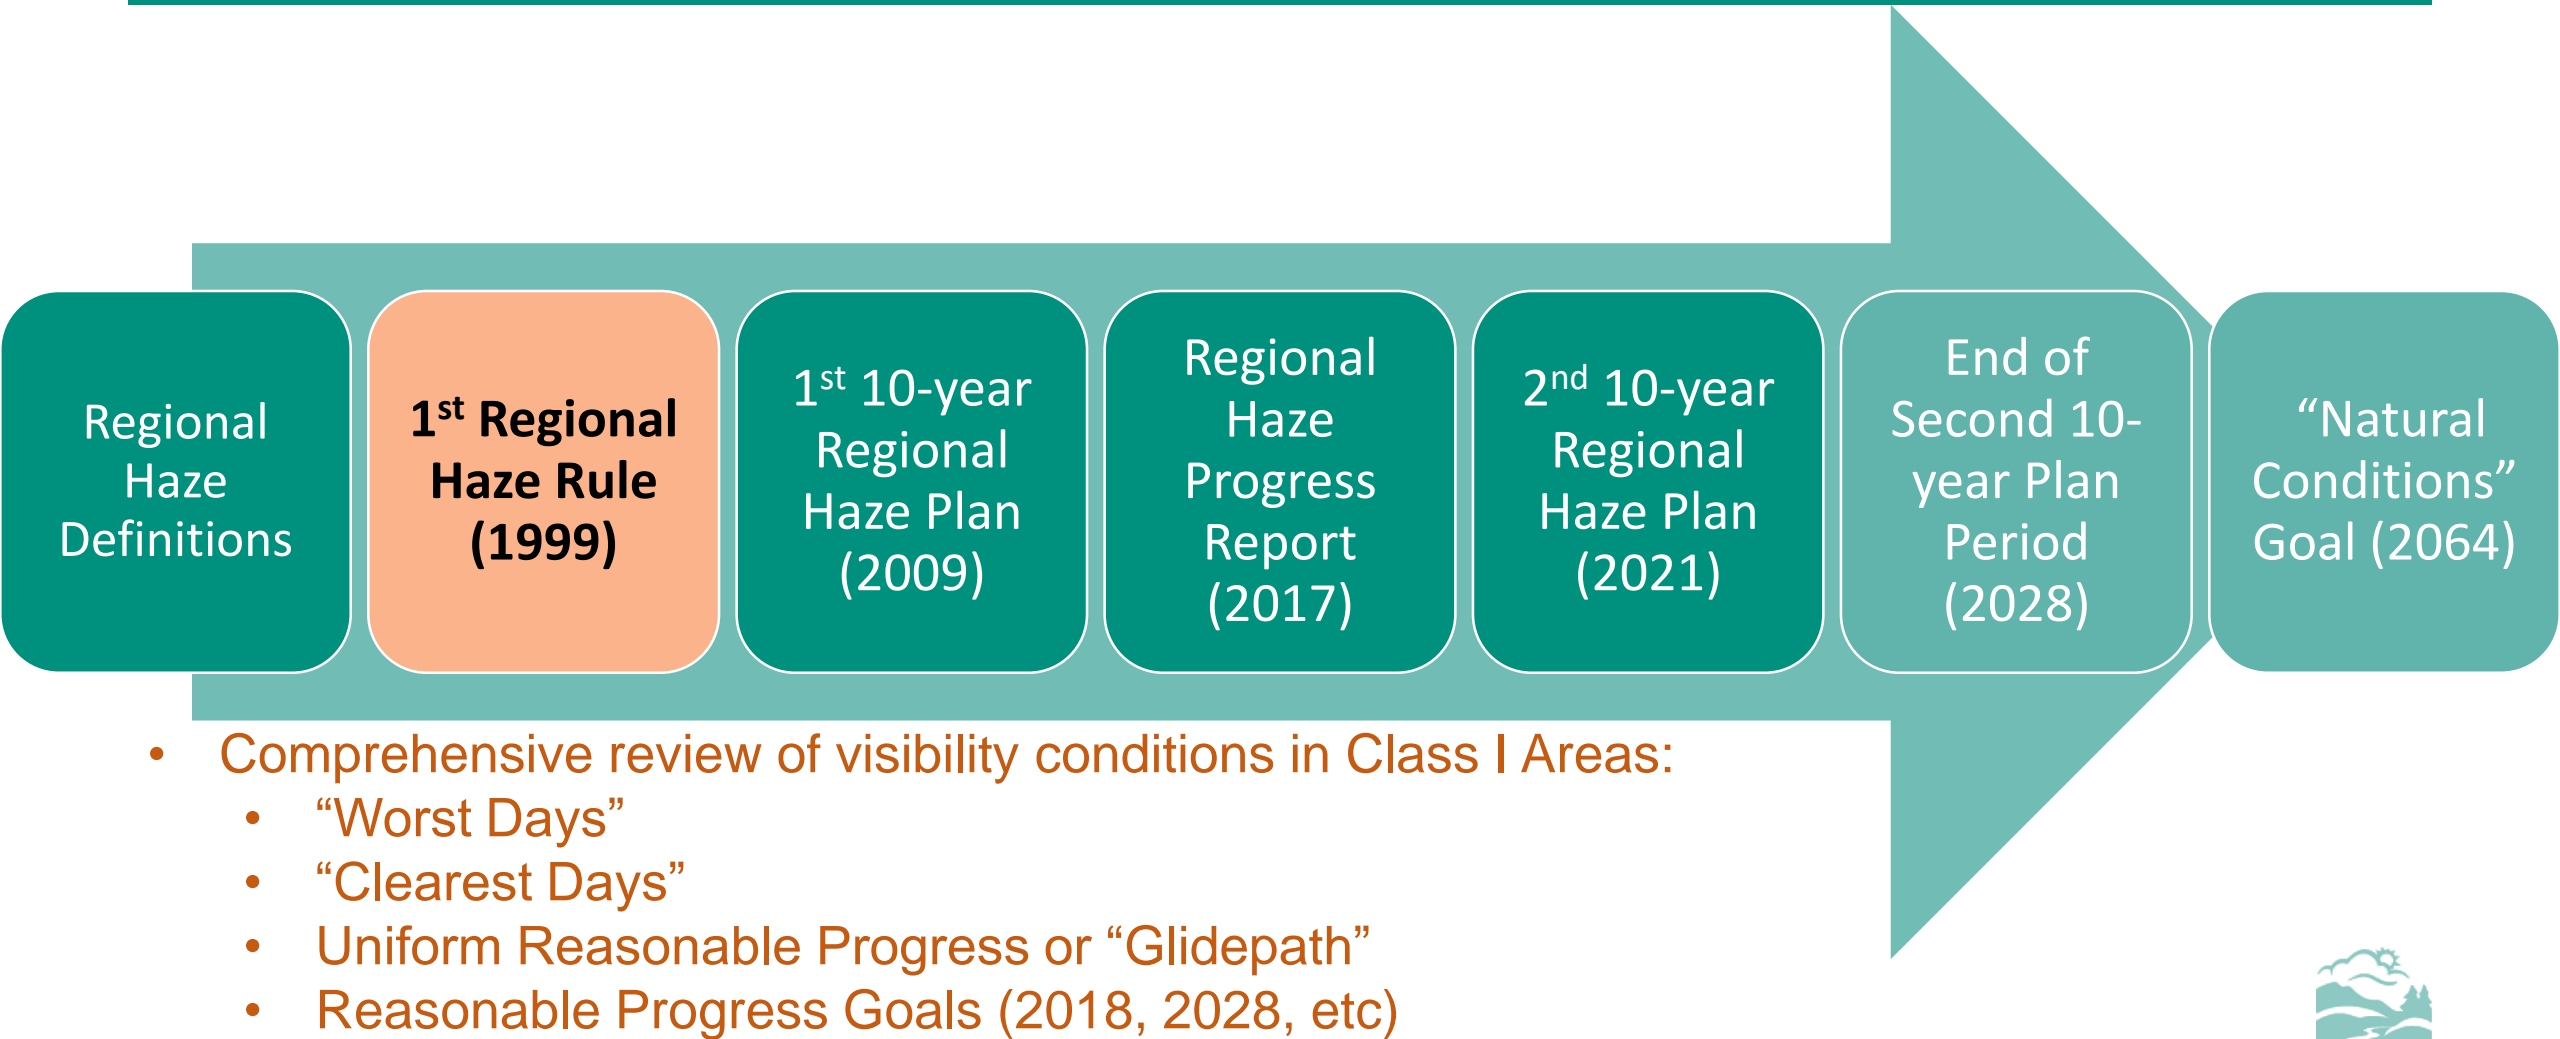 Regional
Haze
Definitions
1st Regional
Haze Rule
(1999)
1st 10-year
Regional
Haze Plan
(2009)
Regional
Haze
Progress
Report
(2017)
2nd 10-year
Regional
Haze Plan
(2021)
End of
Second 10-
year Plan
Period
(2028)
“Natural
Conditions”
Goal (2064)
• Comprehensive review of visibility conditions in Class I Areas:
• “Worst Days”
• “Clearest Days”
• Uniform Reasonable Progress or “Glidepath”
• Reasonable Progress Goals (2018, 2028, etc)